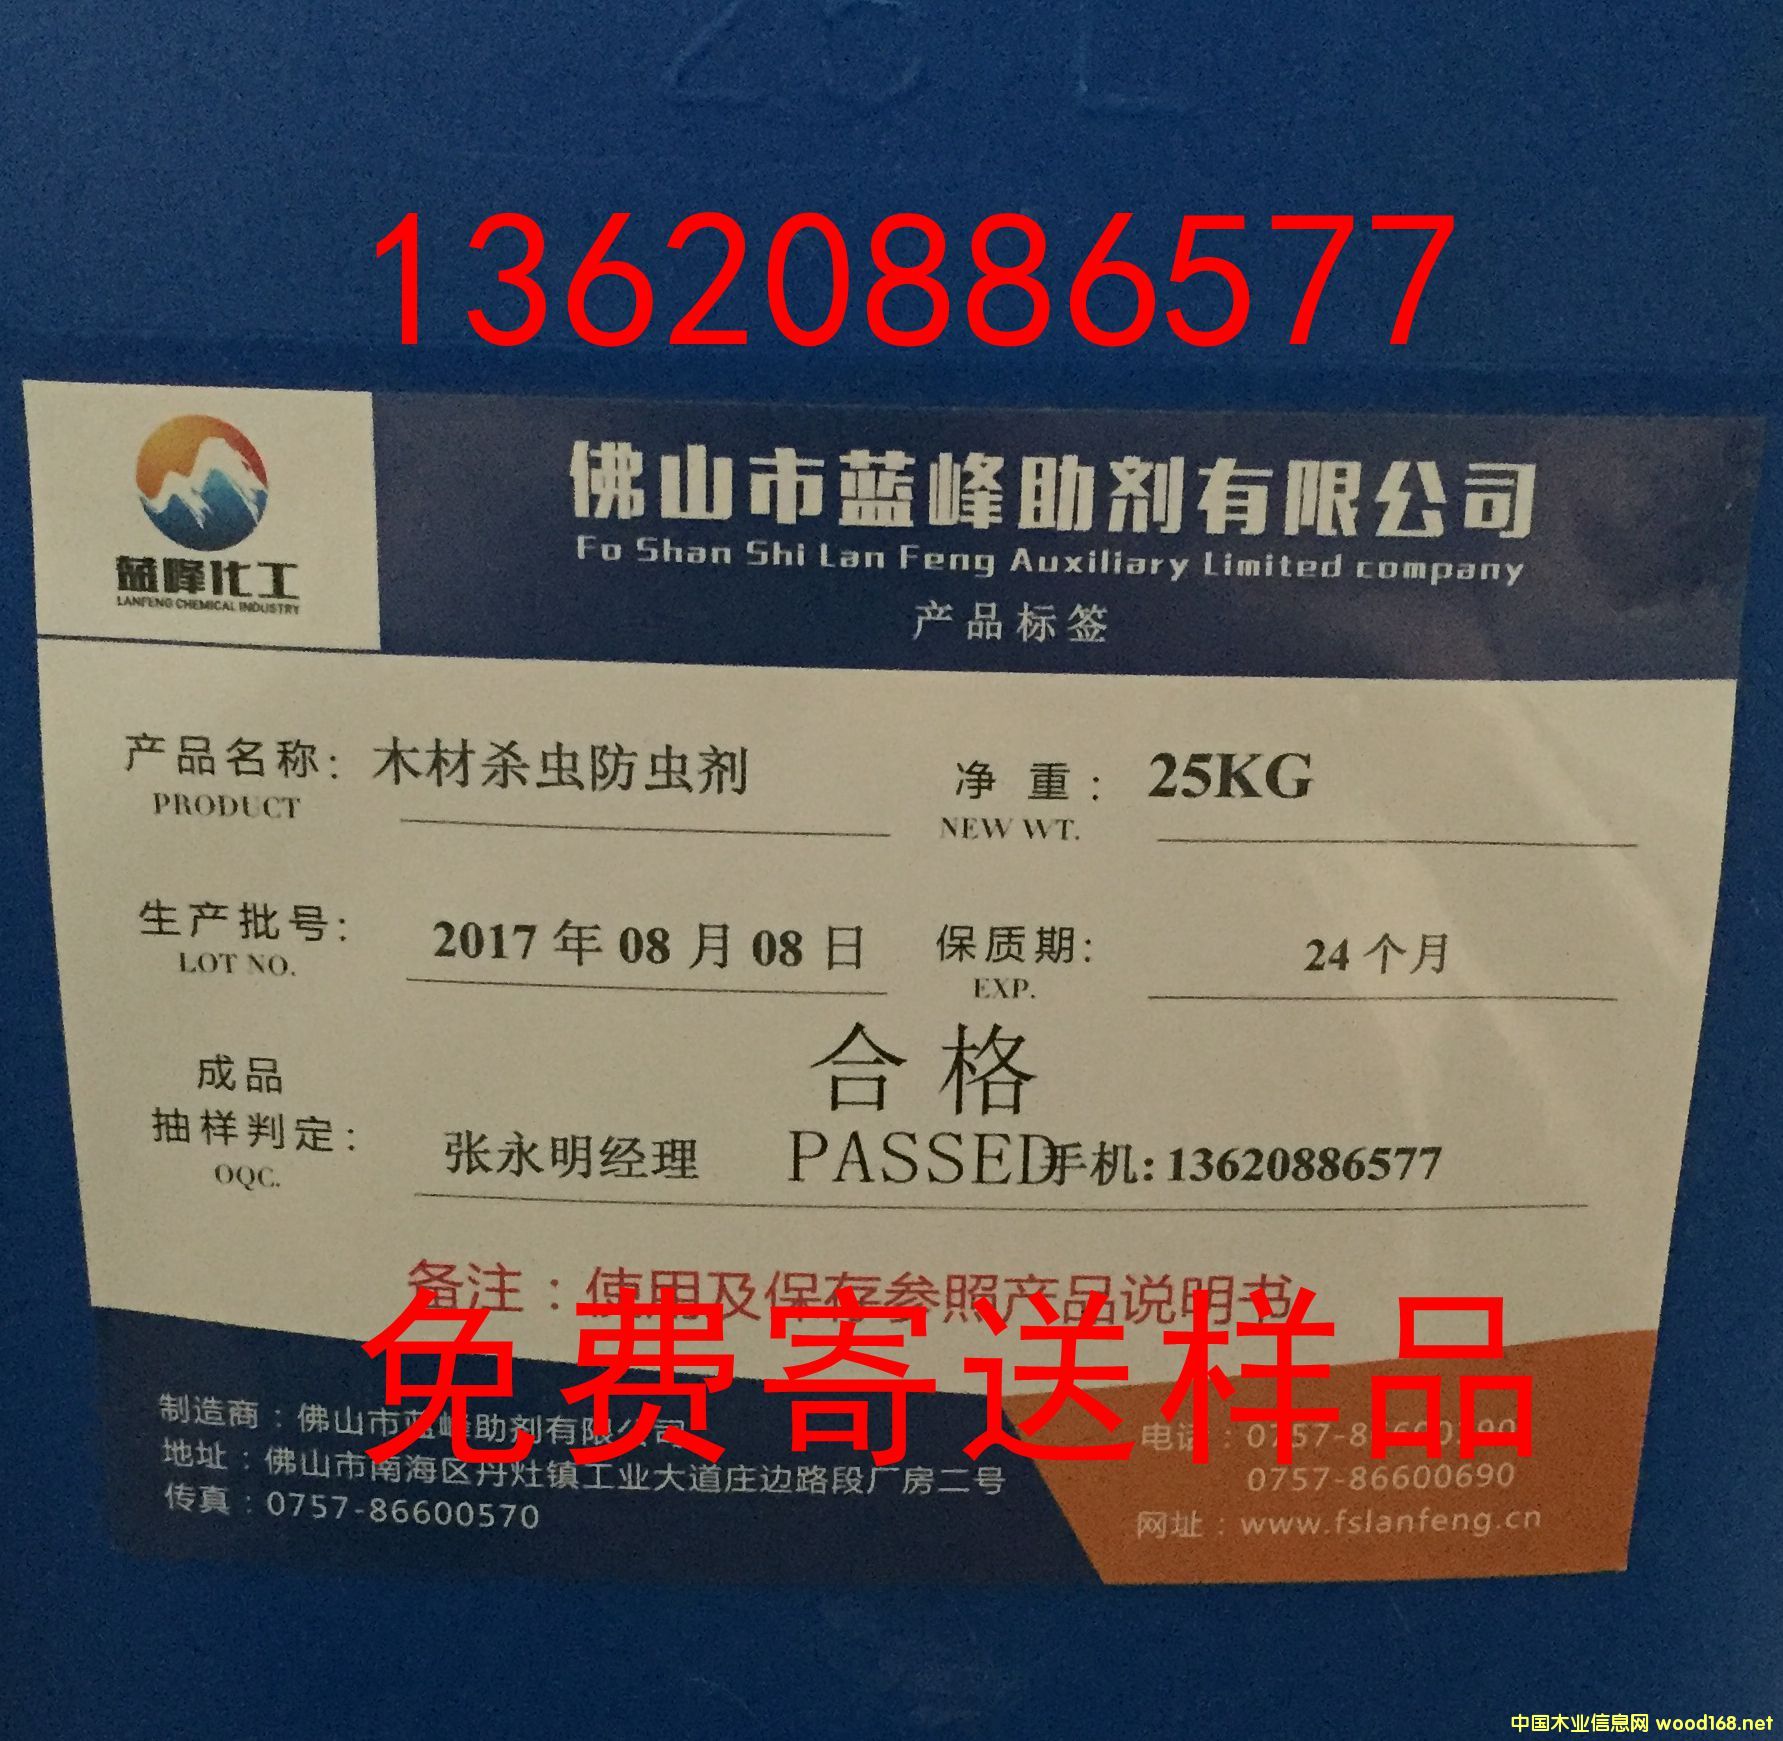 25L
13620886577
佛山市蓝峰助剂有限公司
Fo Shan Shi Lan Feng Auxiliary Limited company
产品标签
蓝峰化工
LANFENG CHEMICAL INDUSTRY
产品名称: 木材杀虫防虫剂 净 重: 25KG
PRODUCT NEW WT.
生产批号: 2017年08月08日 保质期: 24个月
LOT NO. EXP.
合格
成品
抽样判定: 张永明经理 PASSED 手机:13620886577
OQC.
备注:使用及保存参照产品说明书
免费寄送样品
制造商:佛山市蓝峰助剂有限公司
地址:佛山市南海区丹灶镇工业大道庄边路段厂房二号
传真:0757-86600570
电话:
0757-86600690
网址:www.fslanfeng.cn
中国木业信息网 wood168.net